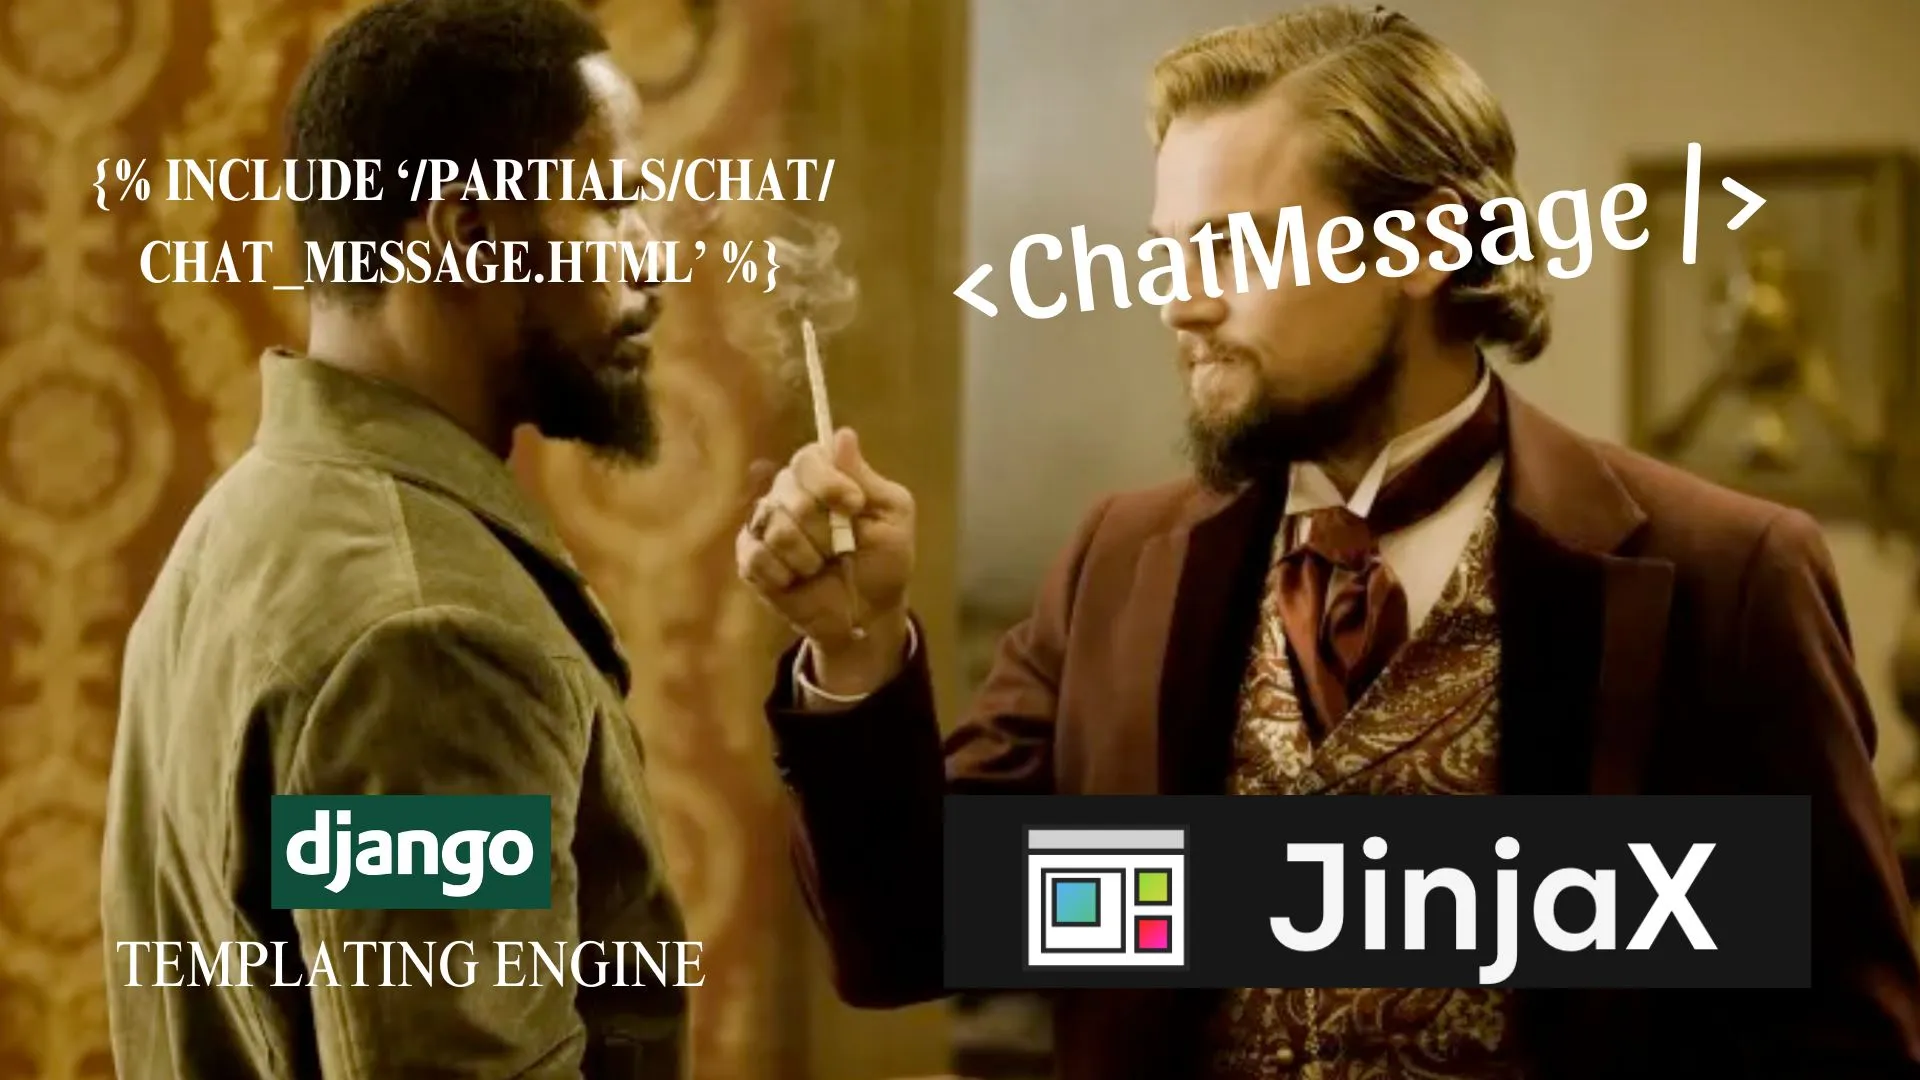 {% INCLUDE ‘/PARTIALS/CHAT/
CHAT_MESSAGE.HTML’ %}
<ChatMessage />
django
TEMPLATING ENGINE
JinjaX